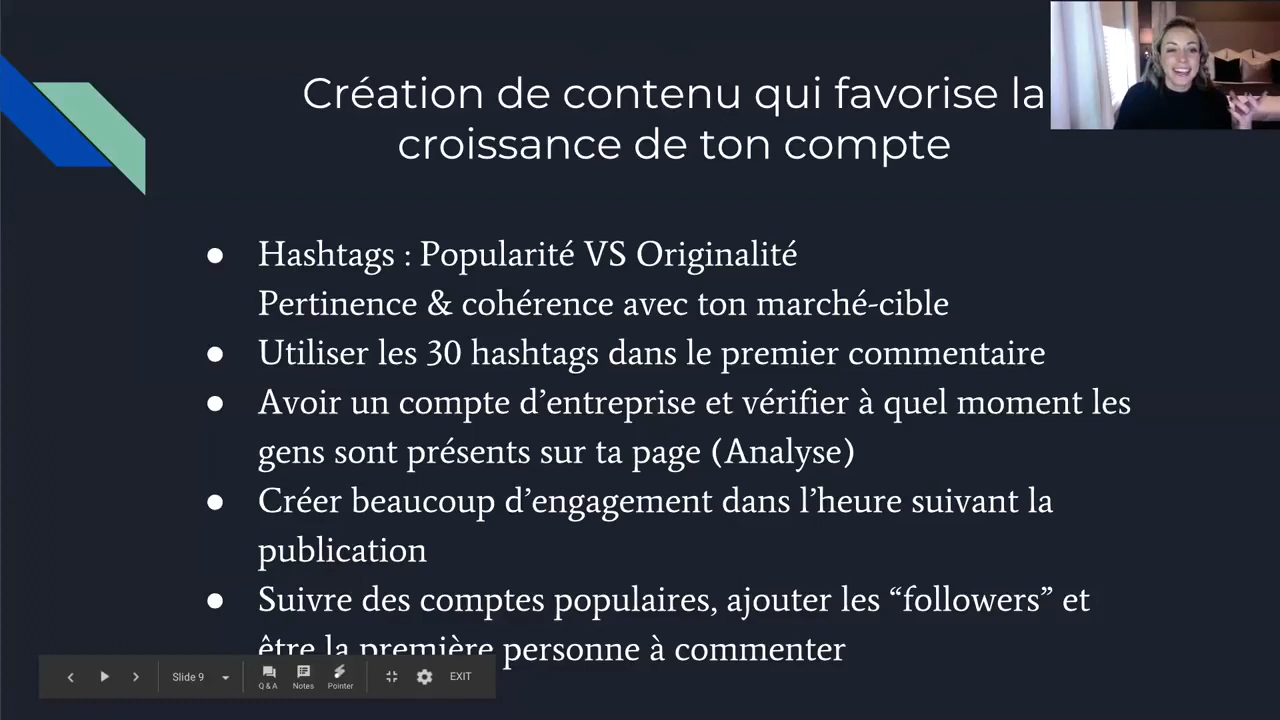 Création de contenu qui favorise la
croissance de ton compte
● Hashtags : Popularité VS Originalité
Pertinence & cohérence avec ton marché-cible
● Utiliser les 30 hashtags dans le premier commentaire
● Avoir un compte d’entreprise et vérifier à quel moment les
gens sont présents sur ta page (Analyse)
● Créer beaucoup d’engagement dans l’heure suivant la
publication
● Suivre des comptes populaires, ajouter les “followers” et
être la première personne à commenter
Slide 9
Q & A
Notes
Pointer
EXIT